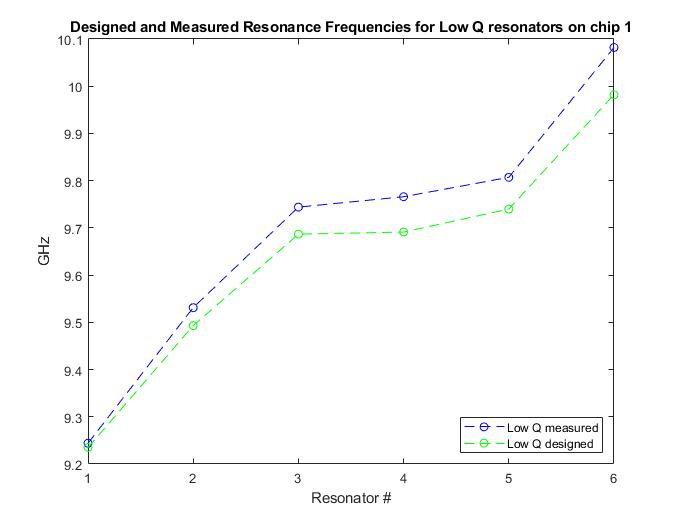 Designed and Measured Resonance Frequencies for Low Q resonators on chip 1
10.1
10
9.9
9.8
9.7
9.6
9.5
9.4
9.3
9.2
GHz
Low Q measured
Low Q designed
1 2 3 4 5 6
Resonator #